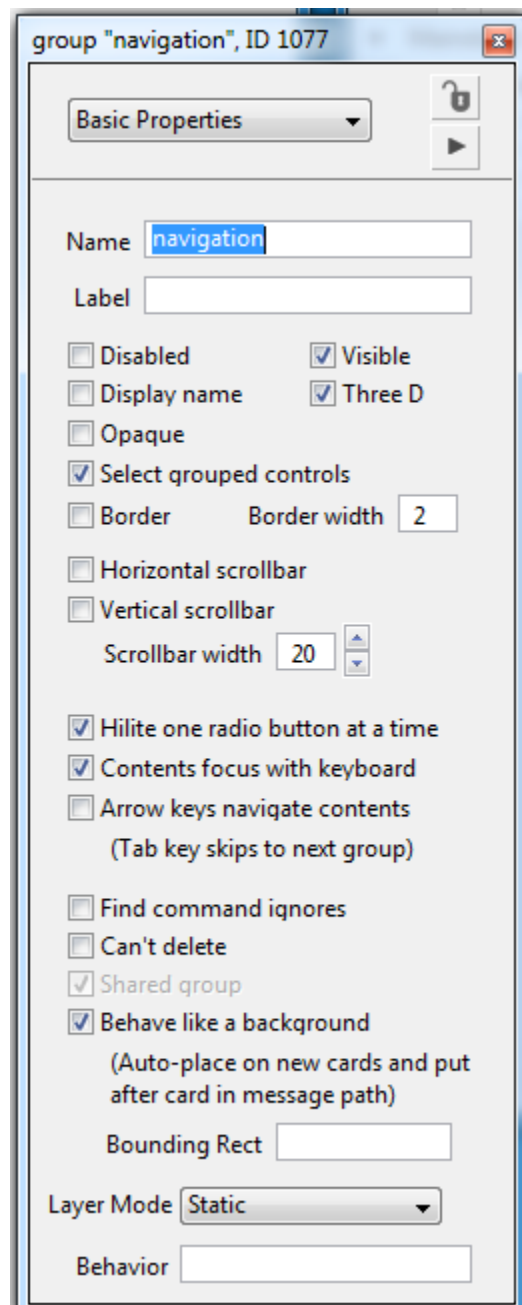 group "navigation", ID 1077
Basic Properties
Name navigation
Label
Disabled Visible
Display name Three D
Opaque
Select grouped controls
Border Border width 2
Horizontal scrollbar
Vertical scrollbar
Scrollbar width 20
Hilite one radio button at a time
Contents focus with keyboard
Arrow keys navigate contents
(Tab key skips to next group)
Find command ignores
Can't delete
Shared group
Behave like a background
(Auto-place on new cards and put
after card in message path)
Bounding Rect
Layer Mode Static
Behavior